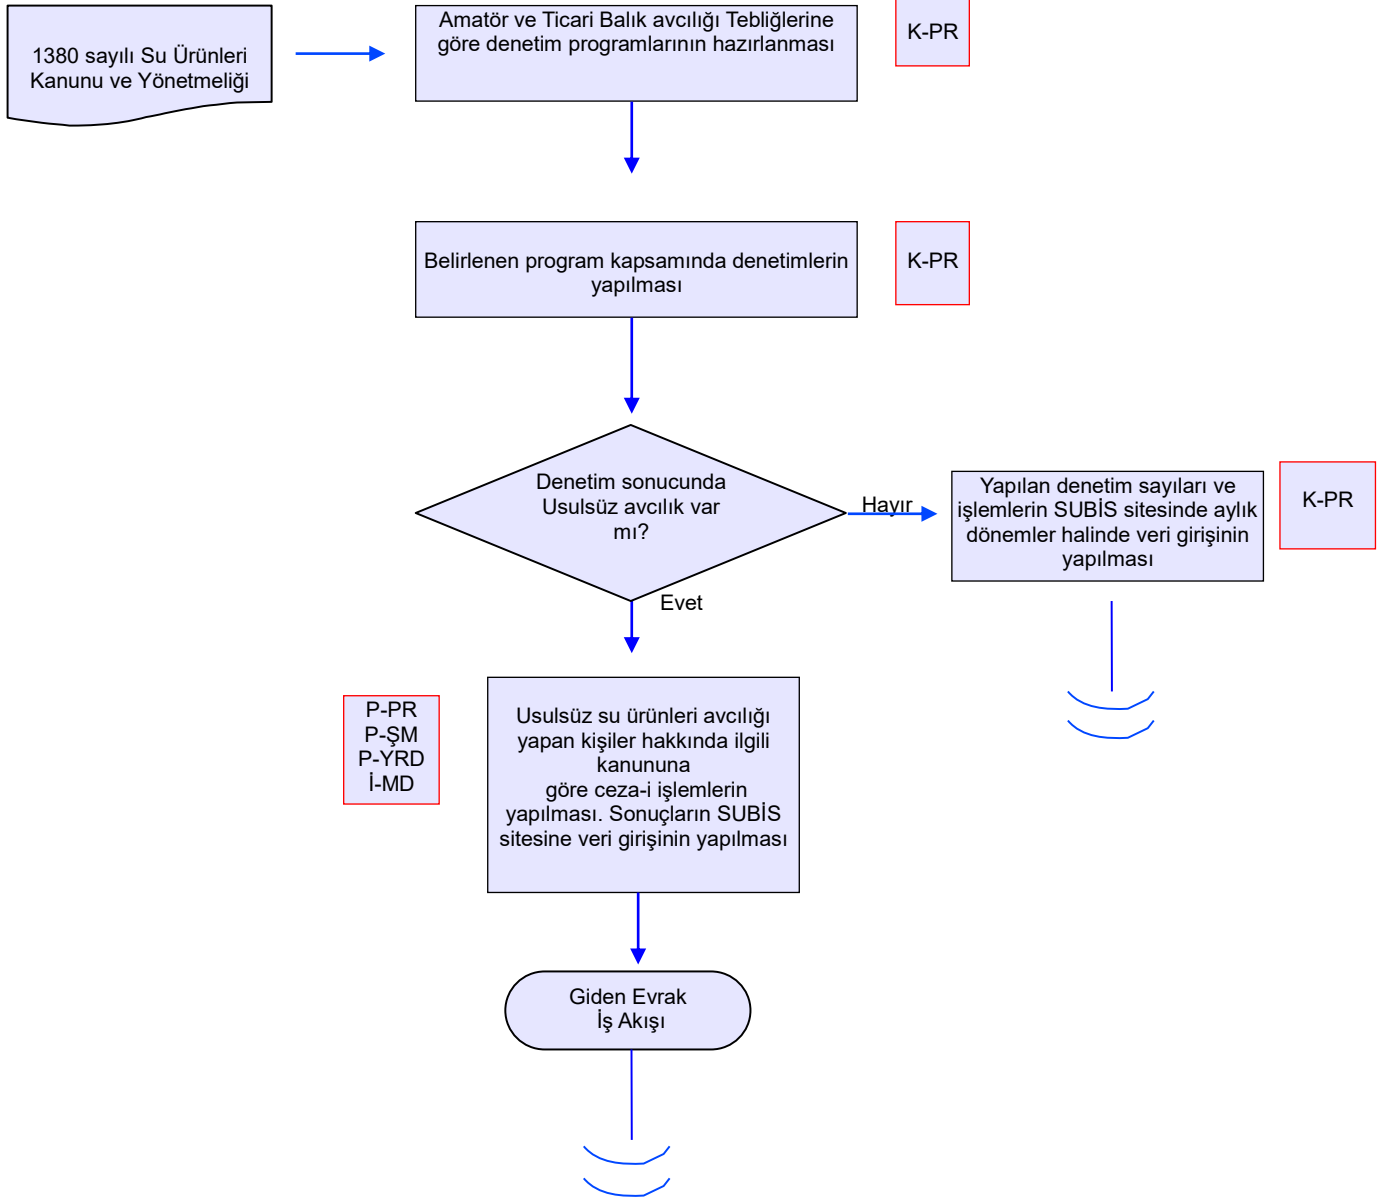 1380 sayılı Su Ürünleri
Kanunu ve Yönetmeliği
Amatör ve Ticari Balık avcılığı Tebliğlerine
göre denetim programlarının hazırlanması
K-PR
Belirlenen program kapsamında denetimlerin
yapılması
K-PR
Denetim sonucunda
Usulsüz avcılık var
mı?
Hayır
Yapılan denetim sayıları ve
işlemlerin SUBİS sitesinde aylık
dönemler halinde veri girişinin
yapılması
K-PR
Evet
P-PR
P-ŞM
P-YRD
İ-MD
Usulsüz su ürünleri avcılığı
yapan kişiler hakkında ilgili
kanununa
göre ceza-i işlemlerin
yapılması. Sonuçların SUBİS
sitesine veri girişinin yapılması
Giden Evrak
İş Akışı